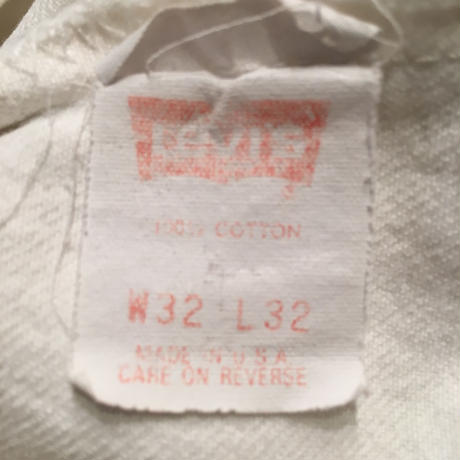 Levi's
100% COTTON
W32 L32
MADE IN U.S.A.
CARE ON REVERSE